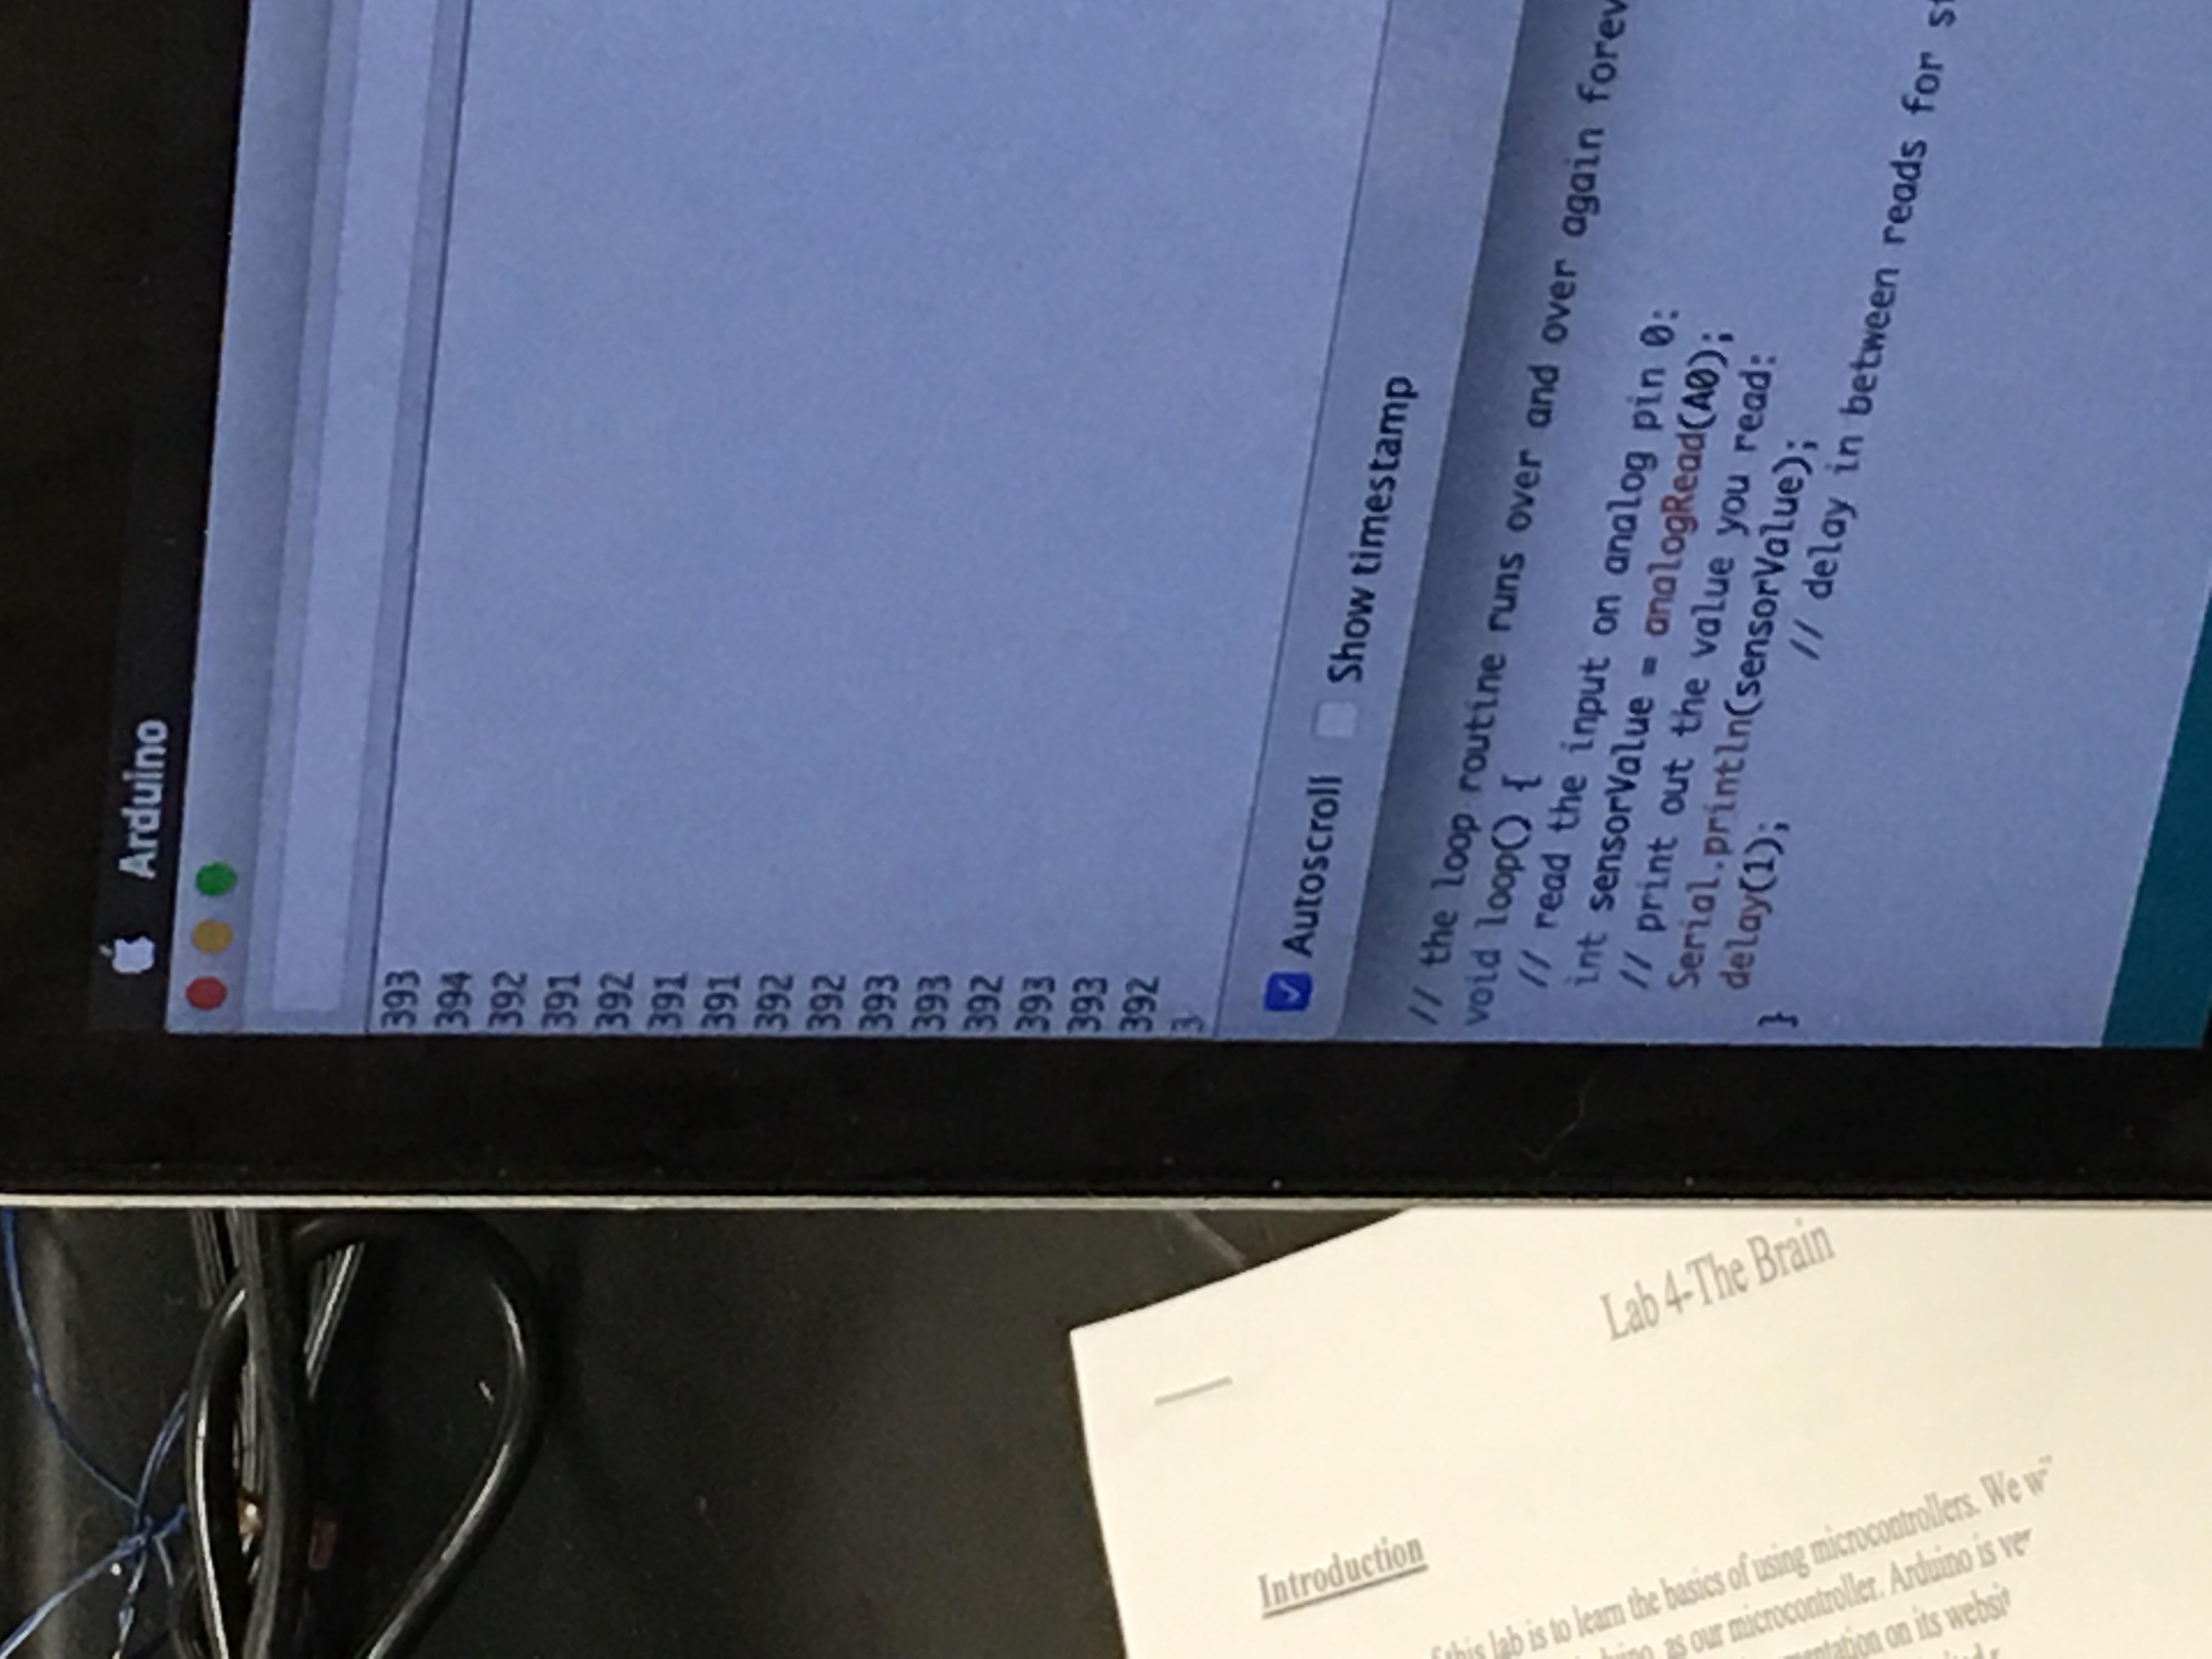 Arduino
393
394
392
391
392
391
391
392
392
393
393
392
393
393
392
3
Autoscroll
Show timestamp
// the loop routine runs over and over again forev
void loop() {
// read the input on analog pin 0:
int sensorValue = analogRead(A0);
// print out the value you read:
Serial.println(sensorValue);
delay(1); // delay in between reads for st
}
Lab 4-The Brain
Introduction
this lab is to learn the basics of using microcontrollers. We w
as our microcontroller. Arduino is ver
on its websit